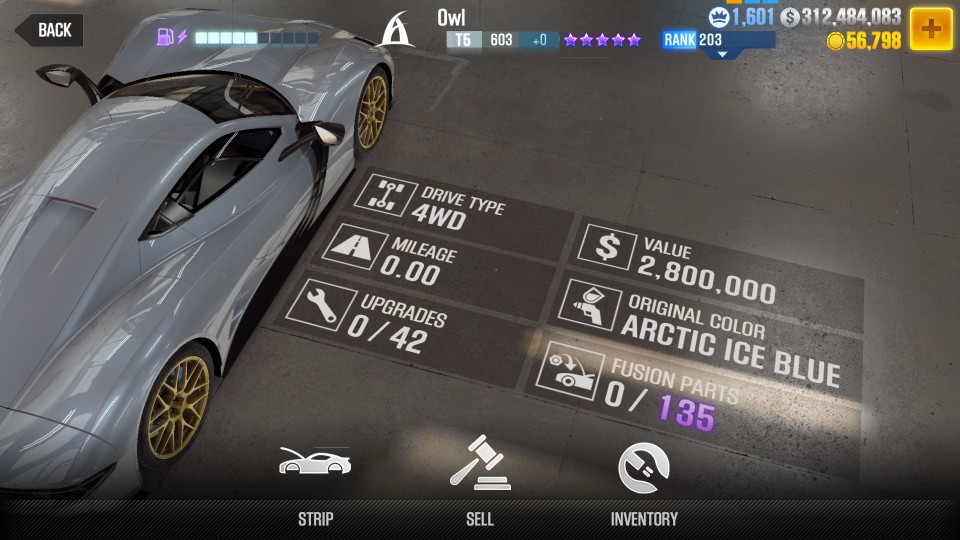 BACK
Owl
T5 603 +0
RANK 203
1,601 $ 312,484,083
56,798
+
DRIVE TYPE
4WD
MILEAGE
0.00
UPGRADES
0/42
$ VALUE
2,800,000
ORIGINAL COLOR
ARCTIC ICE BLUE
FUSION PARTS
0/135
STRIP
SELL
INVENTORY